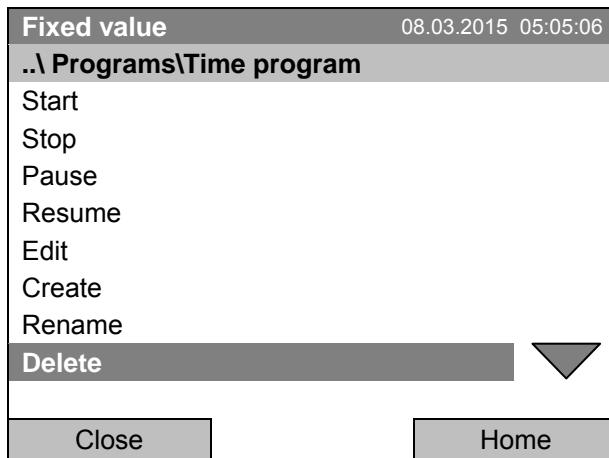 Fixed value 08.03.2015 05:05:06
..\ Programs\Time program
Start
Stop
Pause
Resume
Edit
Create
Rename
Delete
Close Home